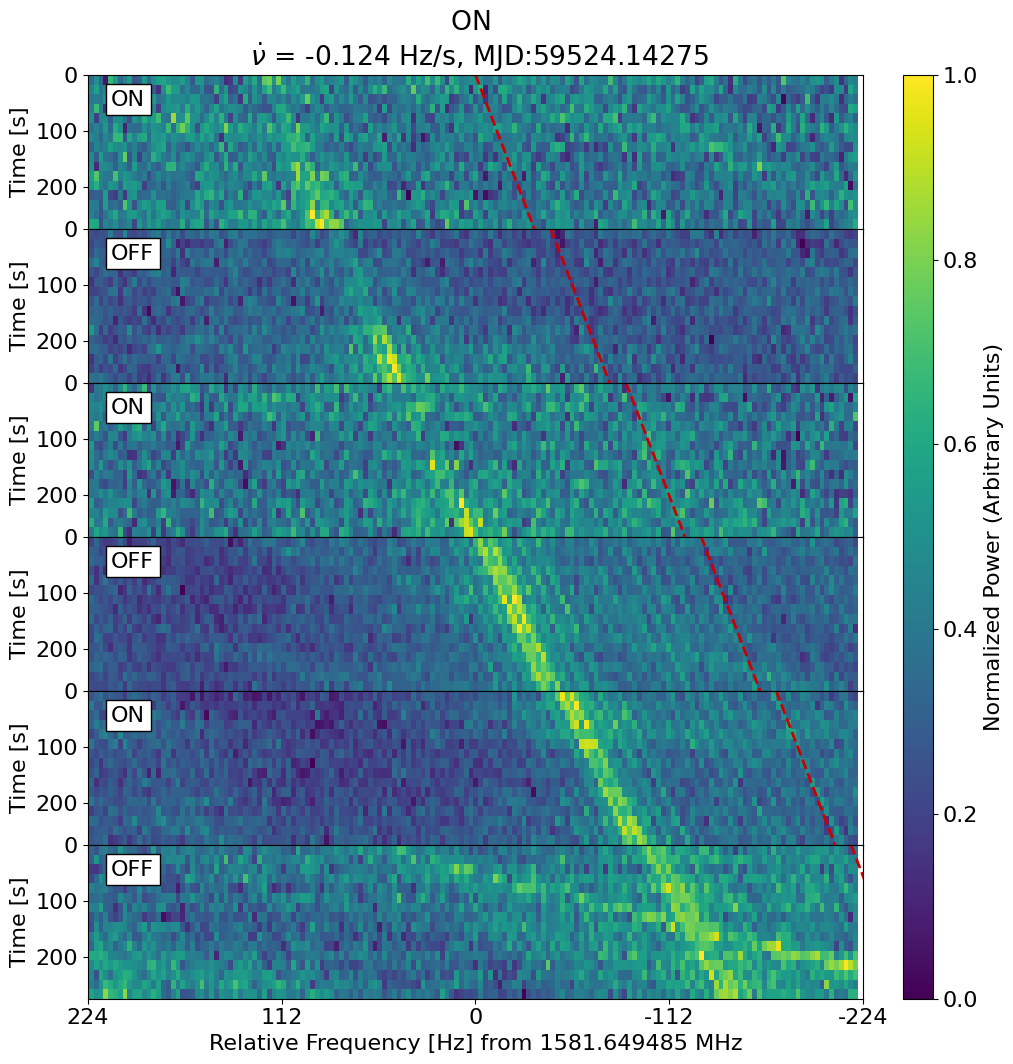 ON
ν̇ = -0.124 Hz/s, MJD:59524.14275
0
ON
100
200
Time [s]
0
OFF
100
200
Time [s]
0
ON
100
200
Time [s]
0
OFF
100
200
Time [s]
0
ON
100
200
Time [s]
0
OFF
100
200
Time [s]
224 112 0 -112 -224
Relative Frequency [Hz] from 1581.649485 MHz
1.0
0.8
0.6
0.4
0.2
0.0
Normalized Power (Arbitrary Units)